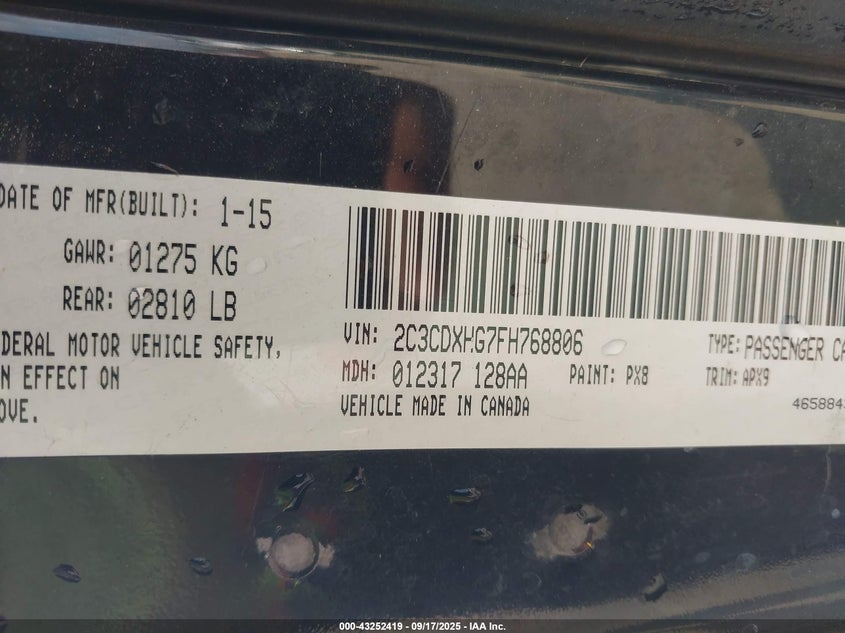 DATE OF MFR(BUILT): 1-15
GAWR: 01275 KG
REAR: 02810 LB
DERAL MOTOR VEHICLE SAFETY,
N EFFECT ON
OVE.
VIN: 2C3CDXHG7FH768806
TYPE: PASSENGER CA
MDH: 012317 128AA
PAINT: PX8
TRIM: APX9
VEHICLE MADE IN CANADA
465884
000-43252419 - 09/17/2025 - IAA Inc.